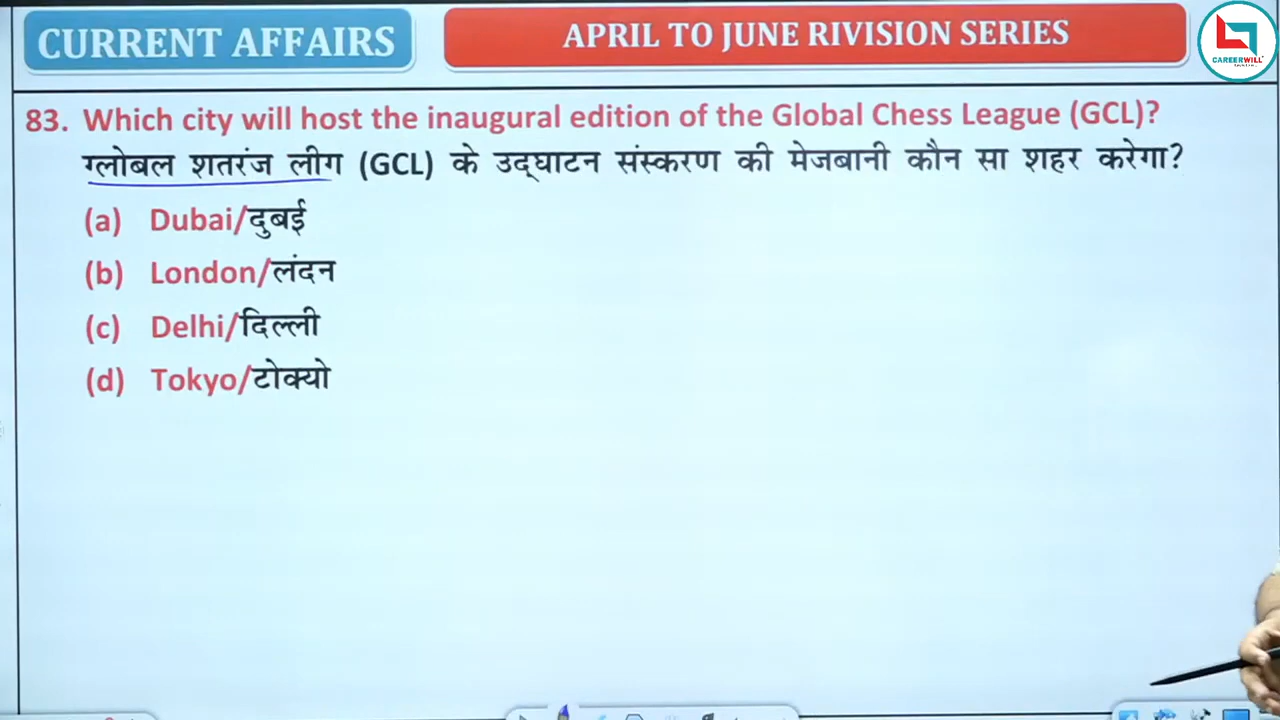 CURRENT AFFAIRS
APRIL TO JUNE RIVISION SERIES
CAREERWILL
83. Which city will host the inaugural edition of the Global Chess League (GCL)?
ग्लोबल शतरंज लीग (GCL) के उद्घाटन संस्करण की मेजबानी कौन सा शहर करेगा?
(a) Dubai/दुबई
(b) London/लंदन
(c) Delhi/दिल्ली
(d) Tokyo/टोक्यो